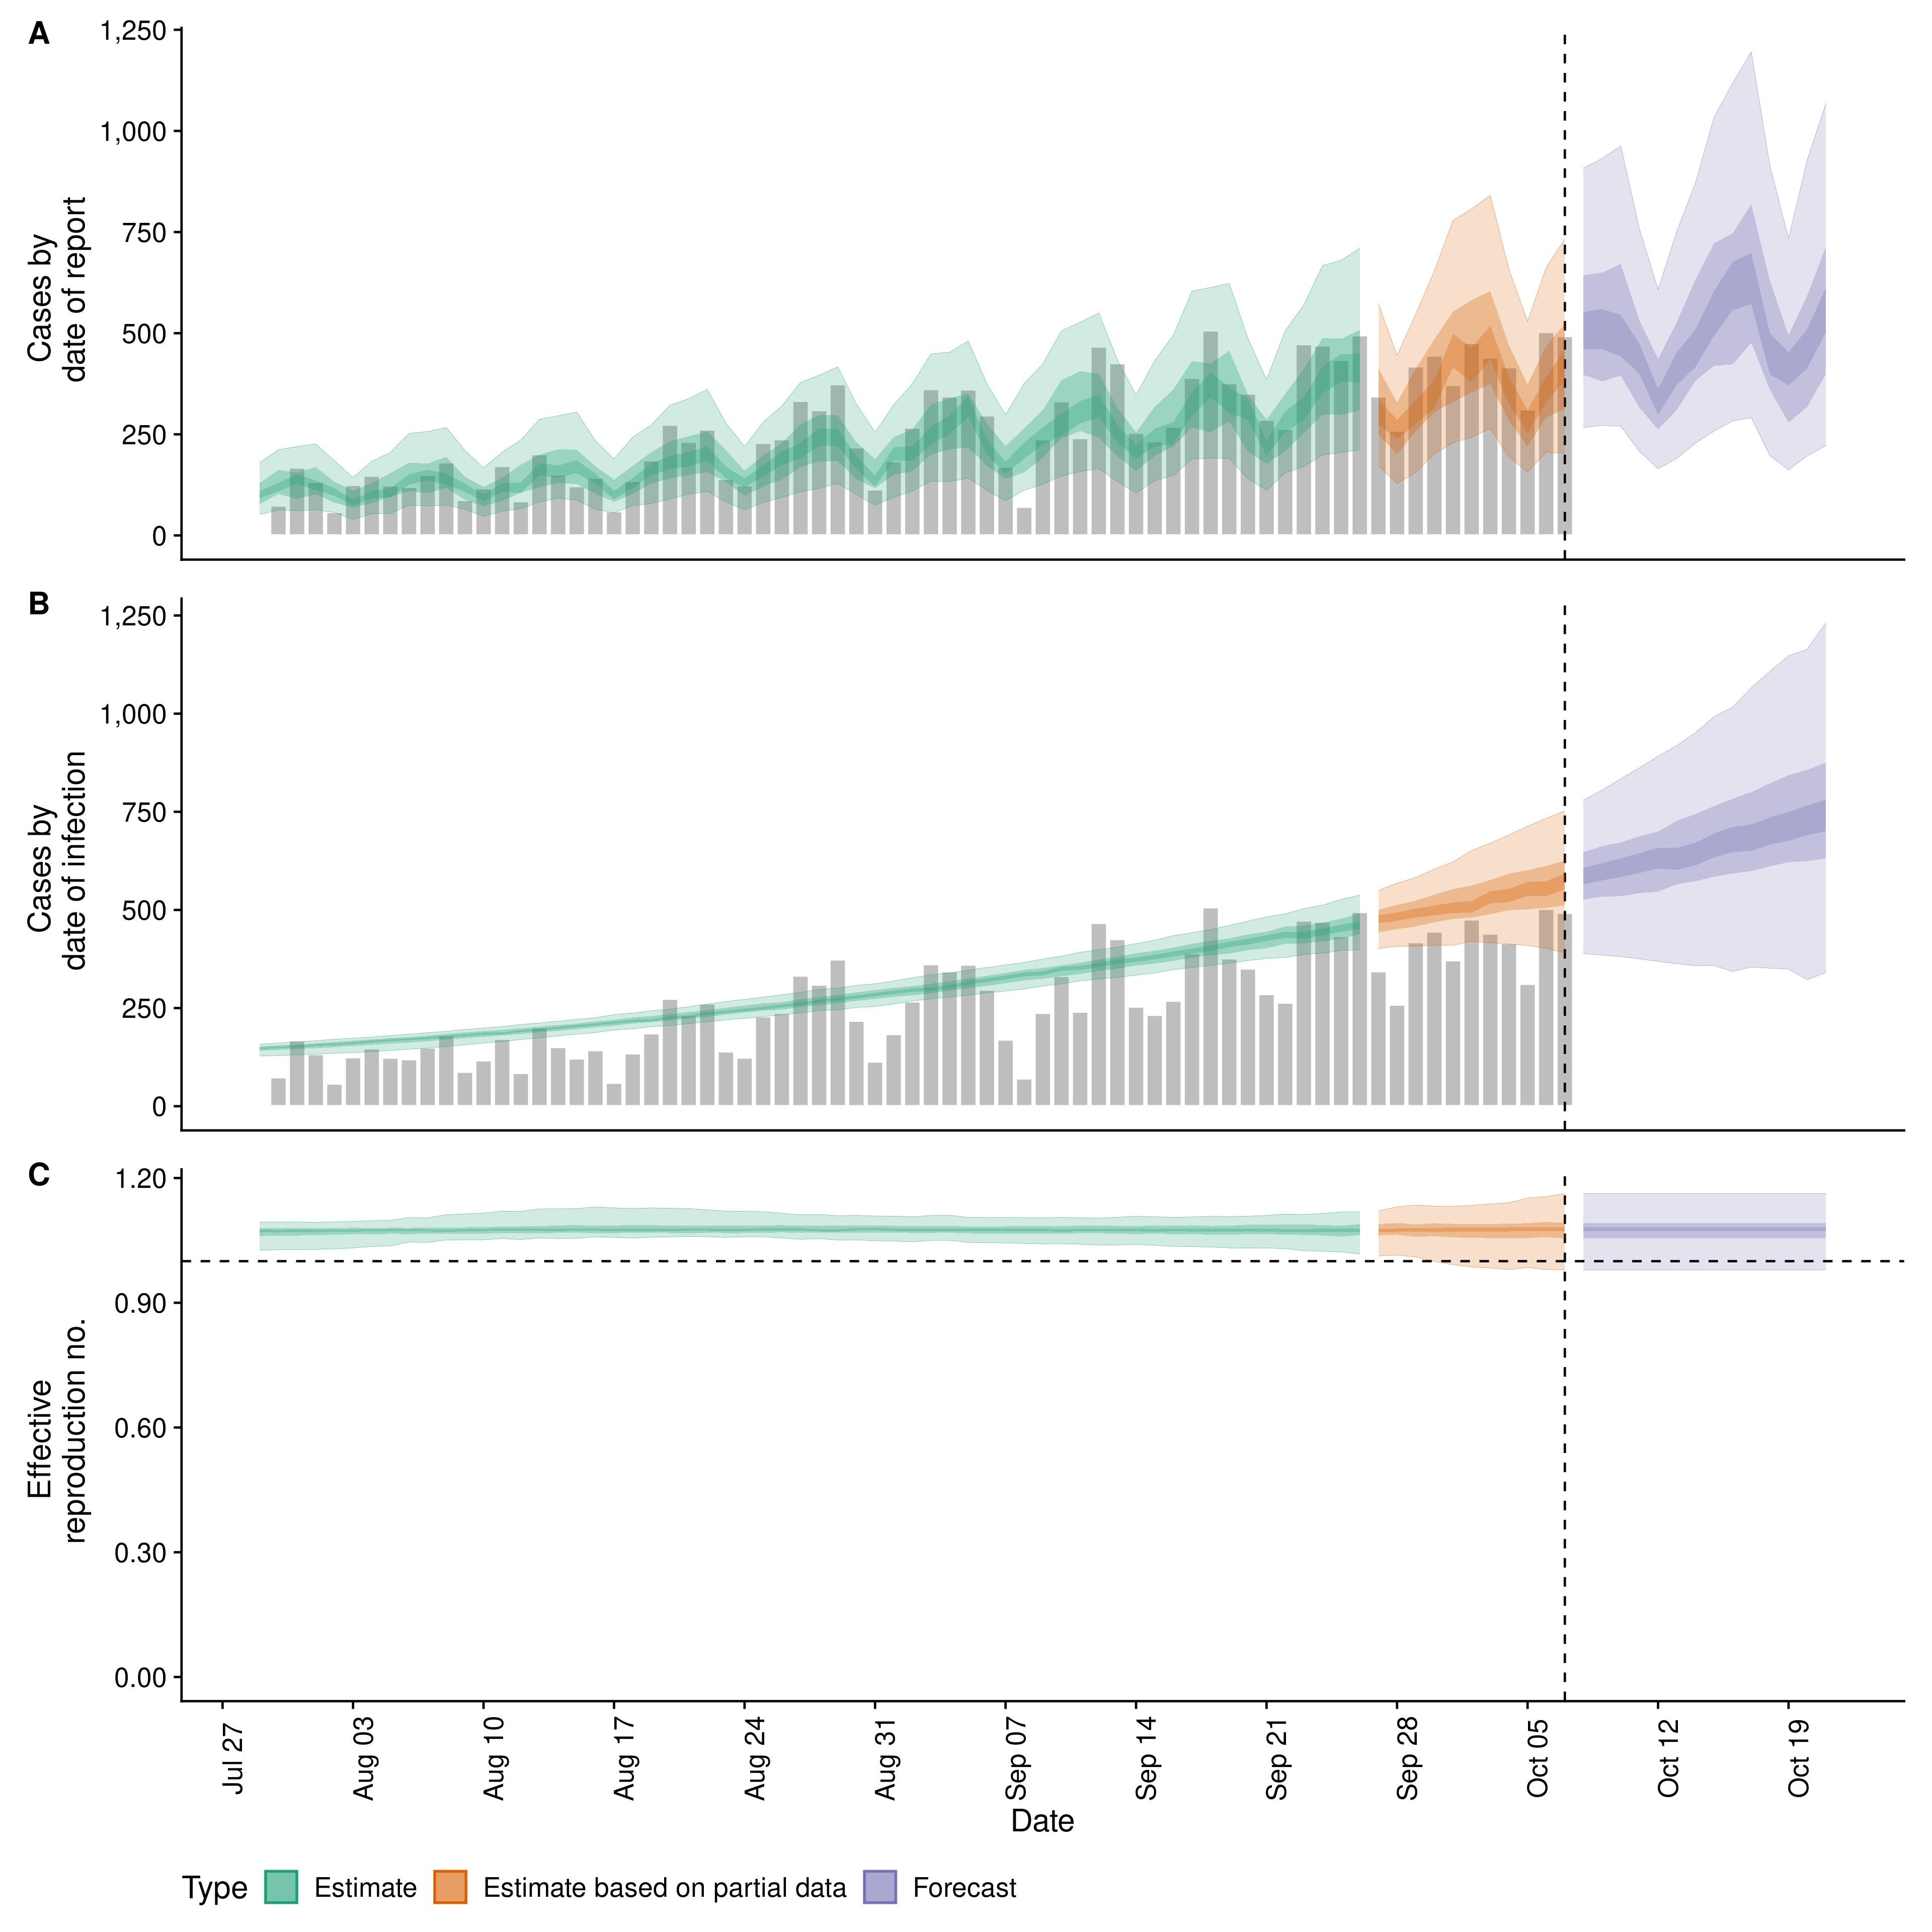 A
1,250
1,000
750
500
250
0
Cases by
date of report
B
1,250
1,000
750
500
250
0
Cases by
date of infection
C
1.20
0.90
0.60
0.30
0.00
Effective
reproduction no.
Jul 27
Aug 03
Aug 10
Aug 17
Aug 24
Aug 31
Sep 07
Sep 14
Sep 21
Sep 28
Oct 05
Oct 12
Oct 19
Date
Type Estimate Estimate based on partial data Forecast